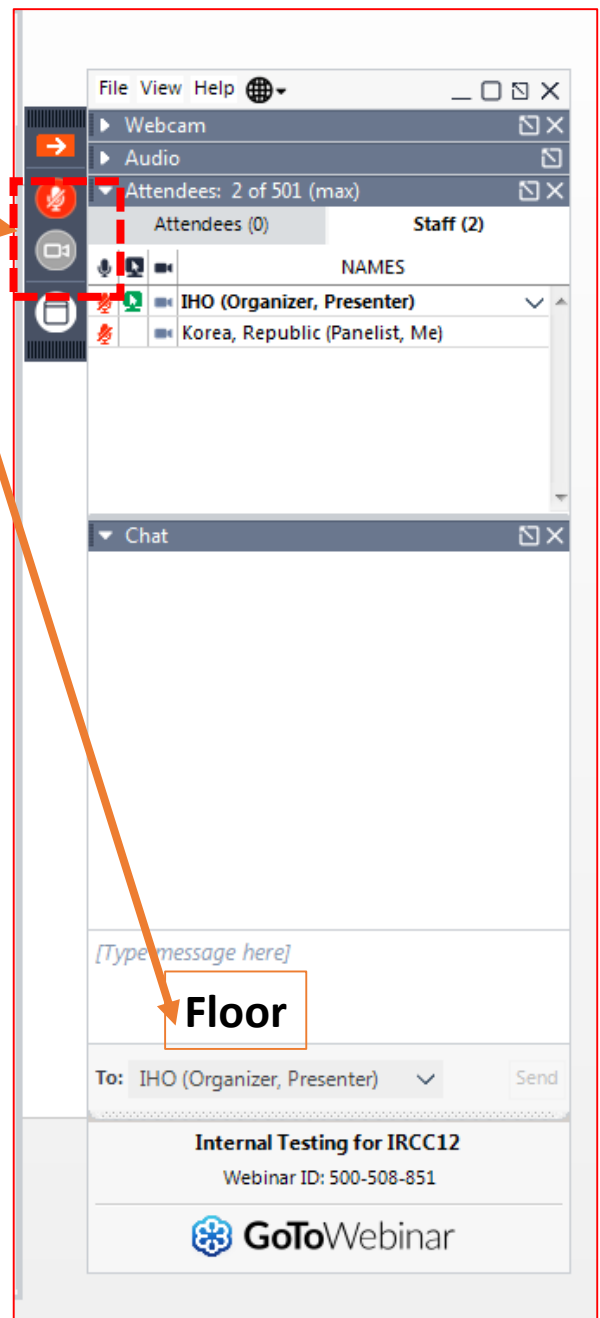 File View Help
Webcam
Audio
Attendees: 2 of 501 (max)
Attendees (0) Staff (2)
NAMES
IHO (Organizer, Presenter)
Korea, Republic (Panelist, Me)
Chat
[Type message here]
Floor
To: IHO (Organizer, Presenter) Send
Internal Testing for IRCC12
Webinar ID: 500-508-851
GoToWebinar